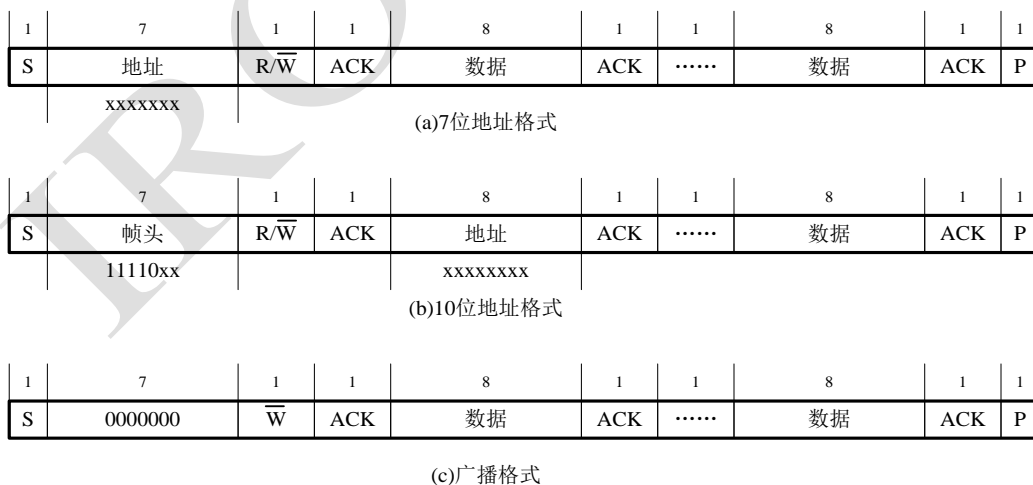 1 7 1 1 8 1 1 8 1 1
S 地址 R/W̅ ACK 数据 ACK …… 数据 ACK P
xxxxxxx
(a)7位地址格式
1 7 1 1 8 1 1 8 1 1
S 帧头 R/W̅ ACK 地址 ACK …… 数据 ACK P
11110xx xxxxxxxx
(b)10位地址格式
1 7 1 1 8 1 1 8 1 1
S 0000000 W̅ ACK 数据 ACK …… 数据 ACK P
(c)广播格式
IRO